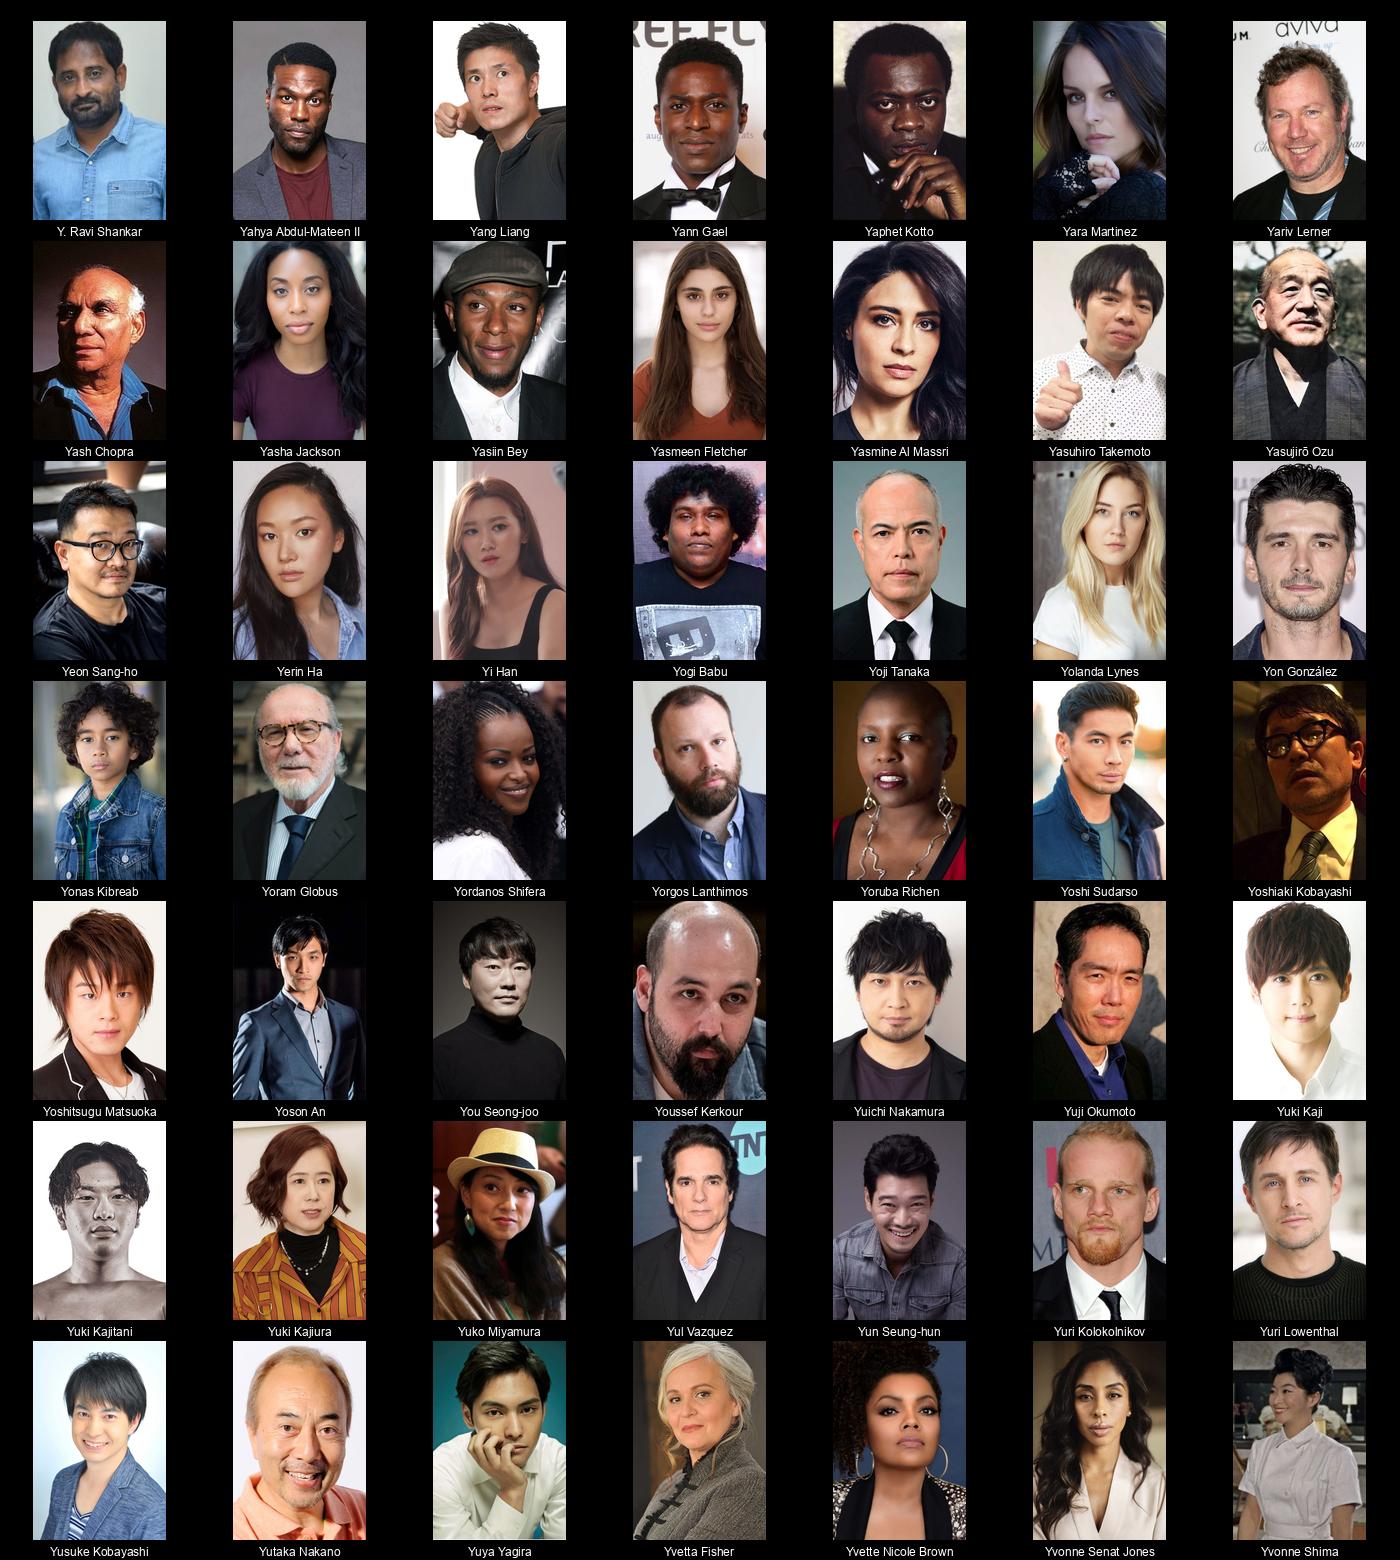 aviva
Y. Ravi Shankar
Yahya Abdul-Mateen II
Yang Liang
Yann Gael
Yaphet Kotto
Yara Martinez
Yariv Lerner
Yash Chopra
Yasha Jackson
Yasiin Bey
Yasmeen Fletcher
Yasmine Al Massri
Yasuhiro Takemoto
Yasujirō Ozu
Yeon Sang-ho
Yerin Ha
Yi Han
Yogi Babu
Yoji Tanaka
Yolanda Lynes
Yon González
Yonas Kibreab
Yoram Globus
Yordanos Shifera
Yorgos Lanthimos
Yoruba Richen
Yoshi Sudarso
Yoshiaki Kobayashi
Yoshitsugu Matsuoka
Yoson An
You Seong-joo
Youssef Kerkour
Yuichi Nakamura
Yuji Okumoto
Yuki Kaji
TNT
Yuki Kajitani
Yuki Kajiura
Yuko Miyamura
Yul Vazquez
Yun Seung-hun
Yuri Kolokolnikov
Yuri Lowenthal
Yusuke Kobayashi
Yutaka Nakano
Yuya Yagira
Yvetta Fisher
Yvette Nicole Brown
Yvonne Senat Jones
Yvonne Shima